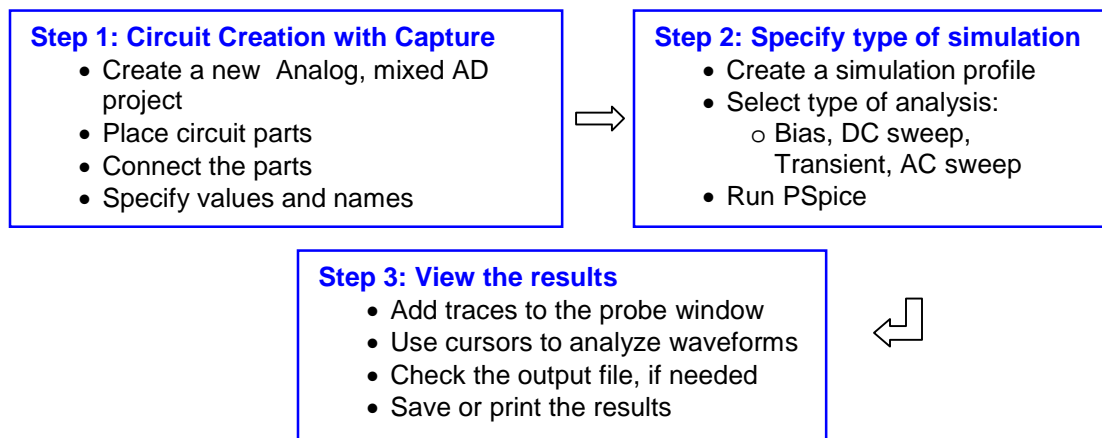 Step 1: Circuit Creation with Capture
• Create a new  Analog, mixed AD
project
• Place circuit parts
• Connect the parts
• Specify values and names
Step 2: Specify type of simulation
• Create a simulation profile
• Select type of analysis:
o Bias, DC sweep,
Transient, AC sweep
• Run PSpice
Step 3: View the results
• Add traces to the probe window
• Use cursors to analyze waveforms
• Check the output file, if needed
• Save or print the results